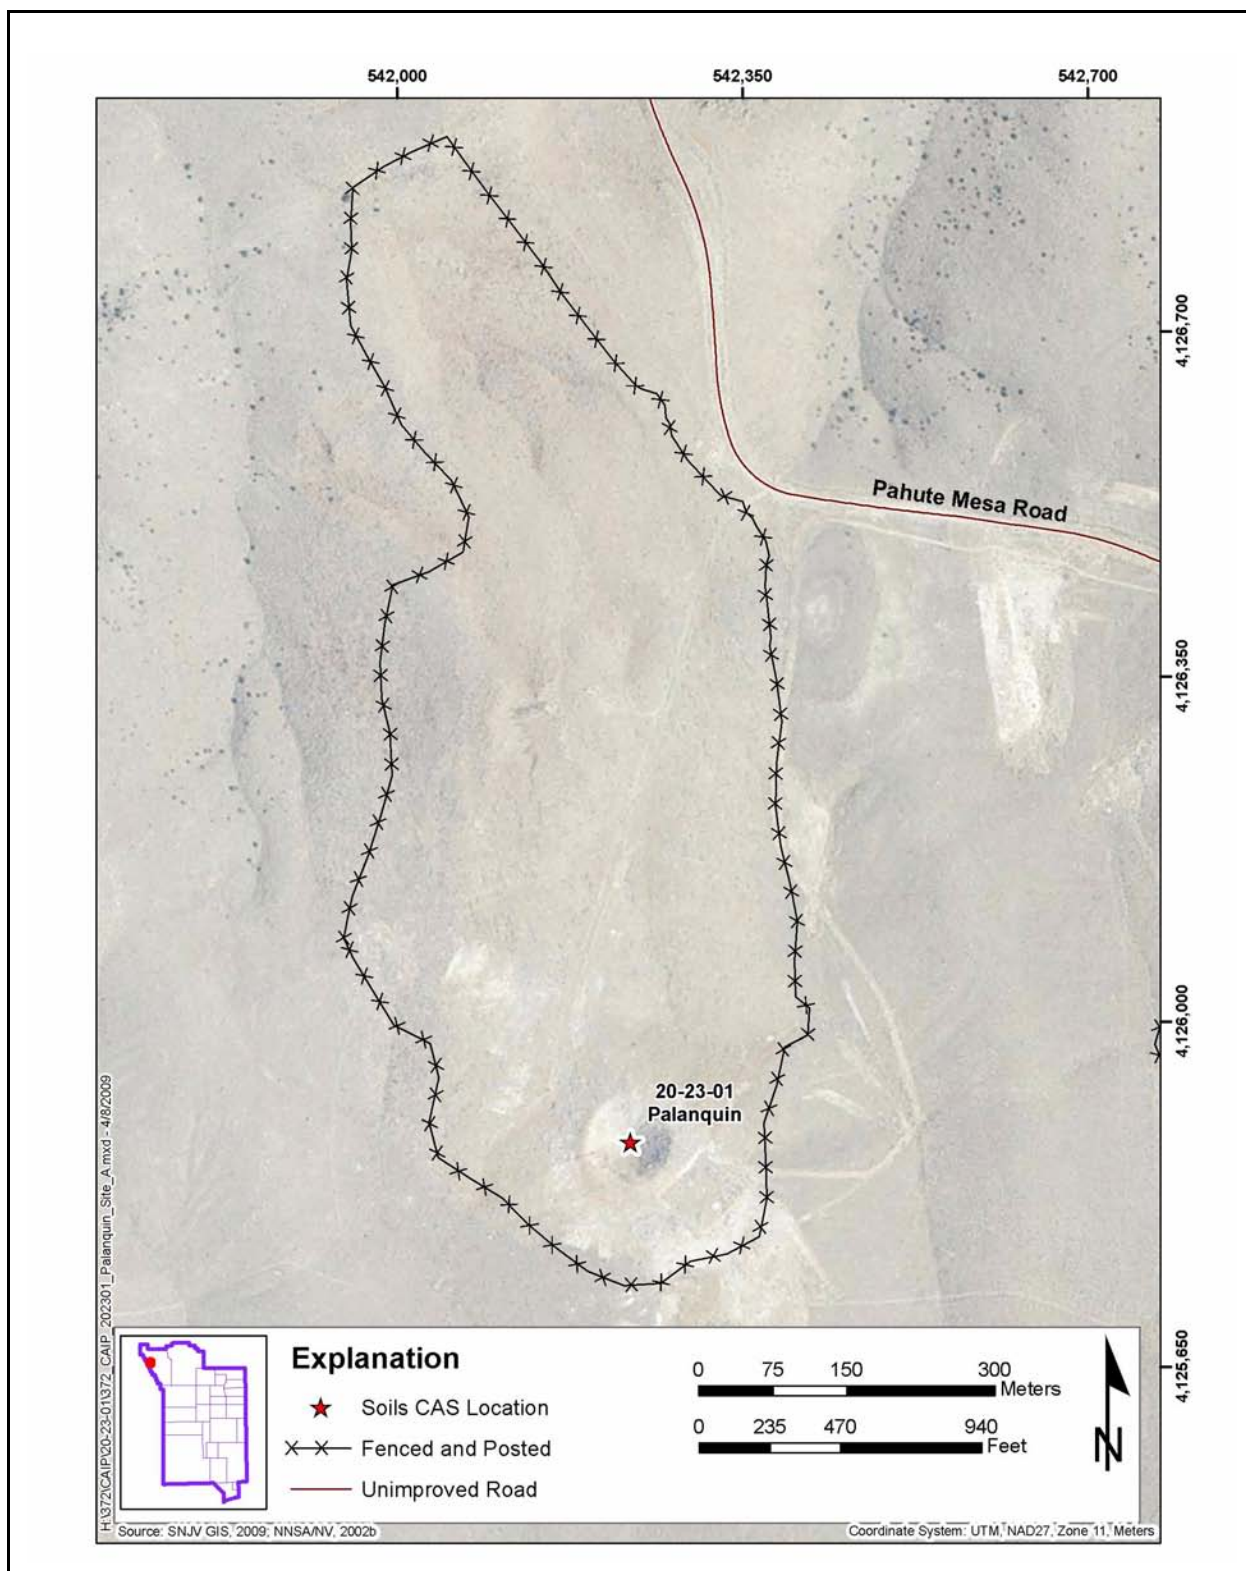 542,000
542,350
542,700
4,126,700
Pahute Mesa Road
4,126,350
4,126,000
20-23-01
Palanquin
4,125,650
H:\372\CAIP\20-23-01\372_CAIP_202301_Palanquin_Site_A.mxd - 4/8/2009
Explanation
Soils CAS Location
Fenced and Posted
Unimproved Road
0 75 150 300
Meters
0 235 470 940
Feet
N
Source: SNJV GIS, 2009; NNSA/NV, 2002b
Coordinate System: UTM, NAD27, Zone 11, Meters